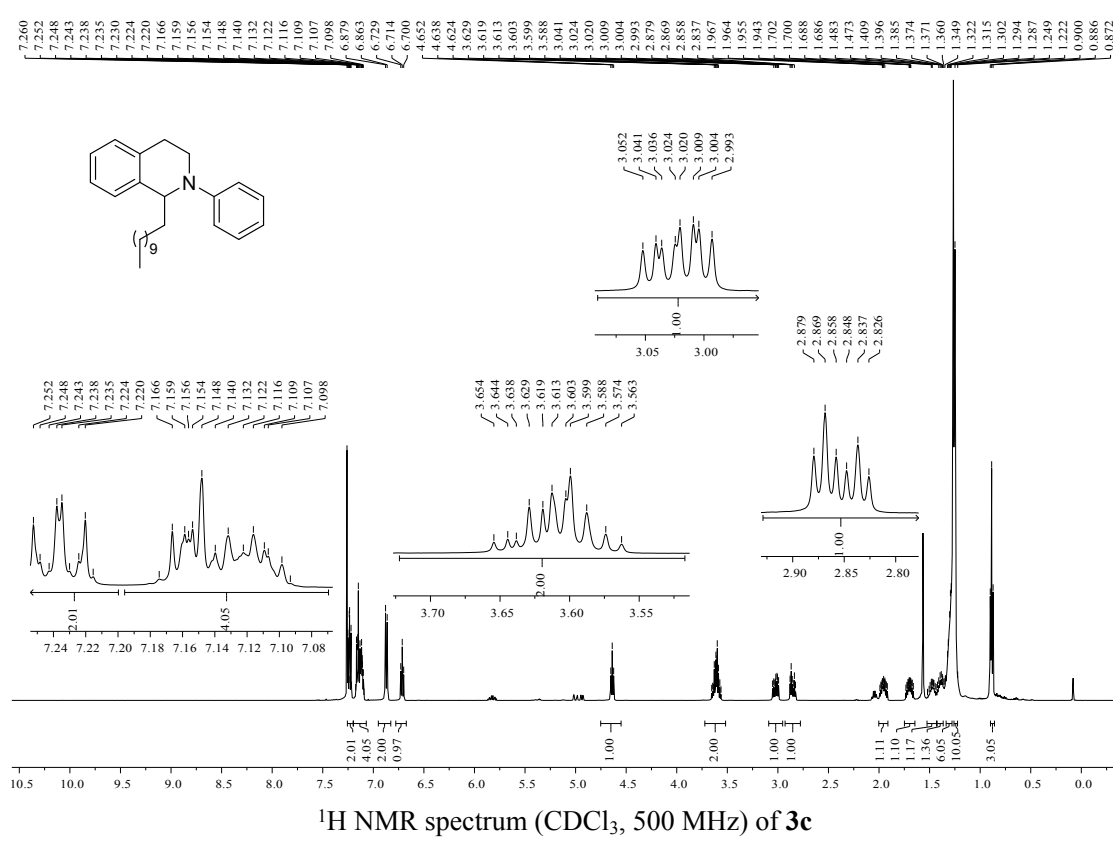 7.260 7.252 7.248 7.243 7.238 7.235 7.230 7.224 7.220 7.166 7.159 7.156 7.154 7.148 7.140 7.132 7.122 7.116 7.109 7.107 7.098 6.879 6.863 6.729 6.714 6.700 4.652 4.638 4.624 3.629 3.619 3.613 3.603 3.599 3.588 3.041 3.024 3.020 3.009 3.004 2.993 2.879 2.869 2.858 2.837 1.967 1.964 1.955 1.943 1.702 1.700 1.688 1.686 1.483 1.473 1.409 1.396 1.385 1.374 1.371 1.360 1.349 1.322 1.315 1.302 1.294 1.287 1.249 1.222 0.900 0.886 0.872
N
( )9
3.052 3.041 3.036 3.024 3.020 3.009 3.004 2.993
1.00
3.05 3.00
2.879 2.869 2.858 2.848 2.837 2.826
1.00
2.90 2.85 2.80
7.252 7.248 7.243 7.238 7.235 7.224 7.220 7.166 7.159 7.156 7.154 7.148 7.140 7.132 7.122 7.116 7.109 7.107 7.098
2.01 4.05
7.24 7.22 7.20 7.18 7.16 7.14 7.12 7.10 7.08
3.654 3.644 3.638 3.629 3.619 3.613 3.603 3.599 3.588 3.574 3.563
2.00
3.70 3.65 3.60 3.55
2.01 4.05 2.00 0.97 1.00 2.00 1.00 1.00 1.11 1.10 1.17 1.36 6.05 10.05 3.05
10.5 10.0 9.5 9.0 8.5 8.0 7.5 7.0 6.5 6.0 5.5 5.0 4.5 4.0 3.5 3.0 2.5 2.0 1.5 1.0 0.5 0.0
¹H NMR spectrum (CDCl₃, 500 MHz) of 3c